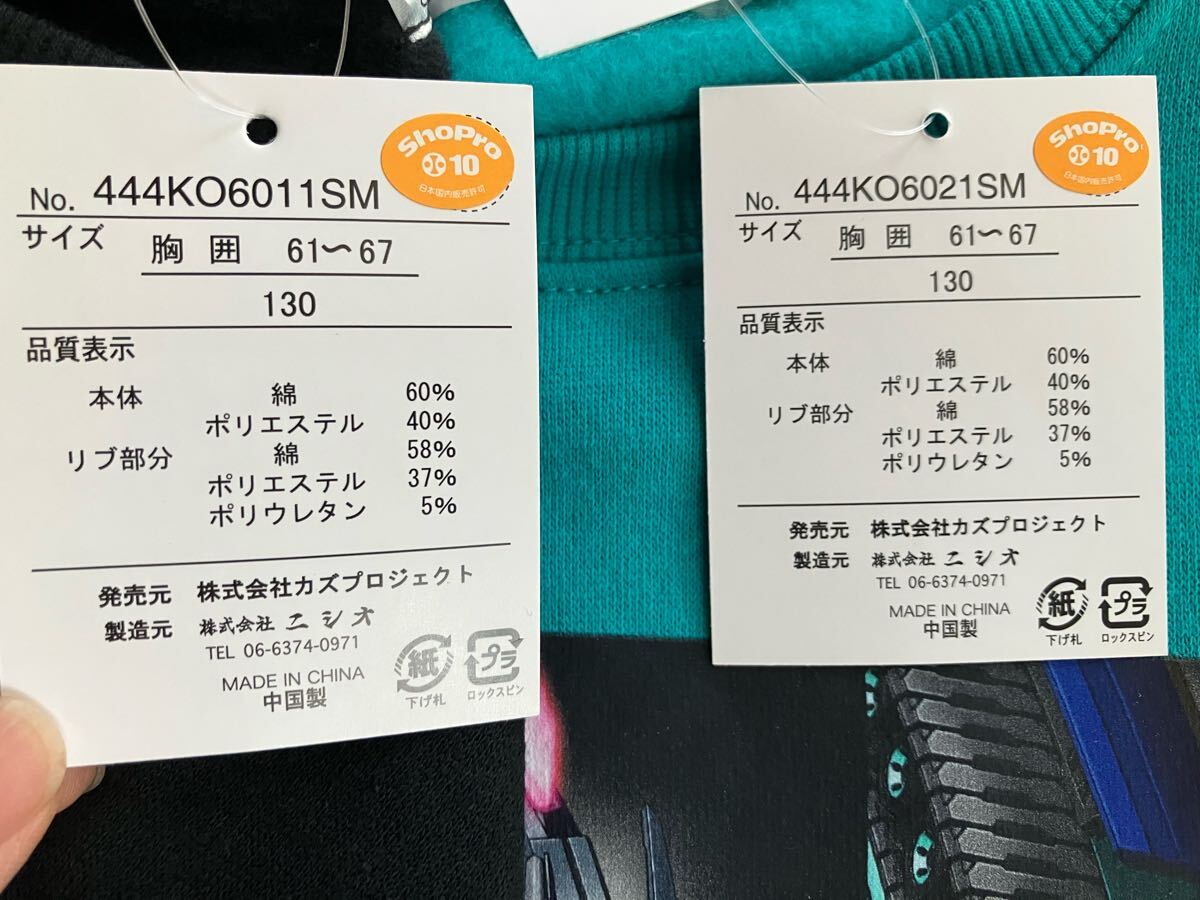 ShoPro
10
日本国内販売許可
No. 444KO6011SM
サイズ 胸囲 61〜67
130
品質表示
本体 綿 60%
ポリエステル 40%
リブ部分 綿 58%
ポリエステル 37%
ポリウレタン 5%
発売元 株式会社カズプロジェクト
製造元 株式会社ニシオ
TEL 06-6374-0971
MADE IN CHINA
中国製
紙
下げ札
プラ
ロックスピン
ShoPro
10
日本国内販売許可
No. 444KO6021SM
サイズ 胸囲 61〜67
130
品質表示
本体 綿 60%
ポリエステル 40%
リブ部分 綿 58%
ポリエステル 37%
ポリウレタン 5%
発売元 株式会社カズプロジェクト
製造元 株式会社ニシオ
TEL 06-6374-0971
MADE IN CHINA
中国製
紙
下げ札
プラ
ロックスピン